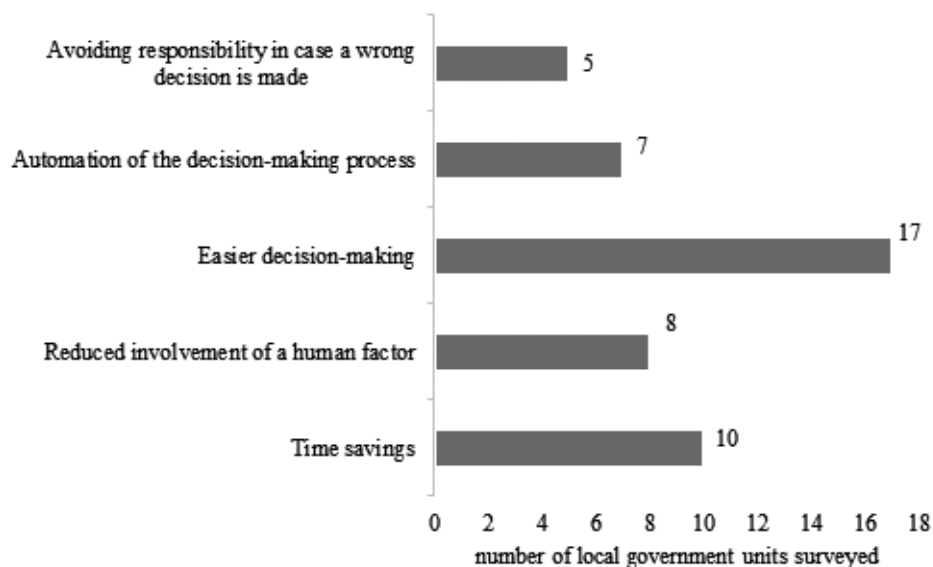 Avoiding responsibility in case a wrong
decision is made
5
Automation of the decision-making process
7
Easier decision-making
17
Reduced involvement of a human factor
8
Time savings
10
0 2 4 6 8 10 12 14 16 18
number of local government units surveyed